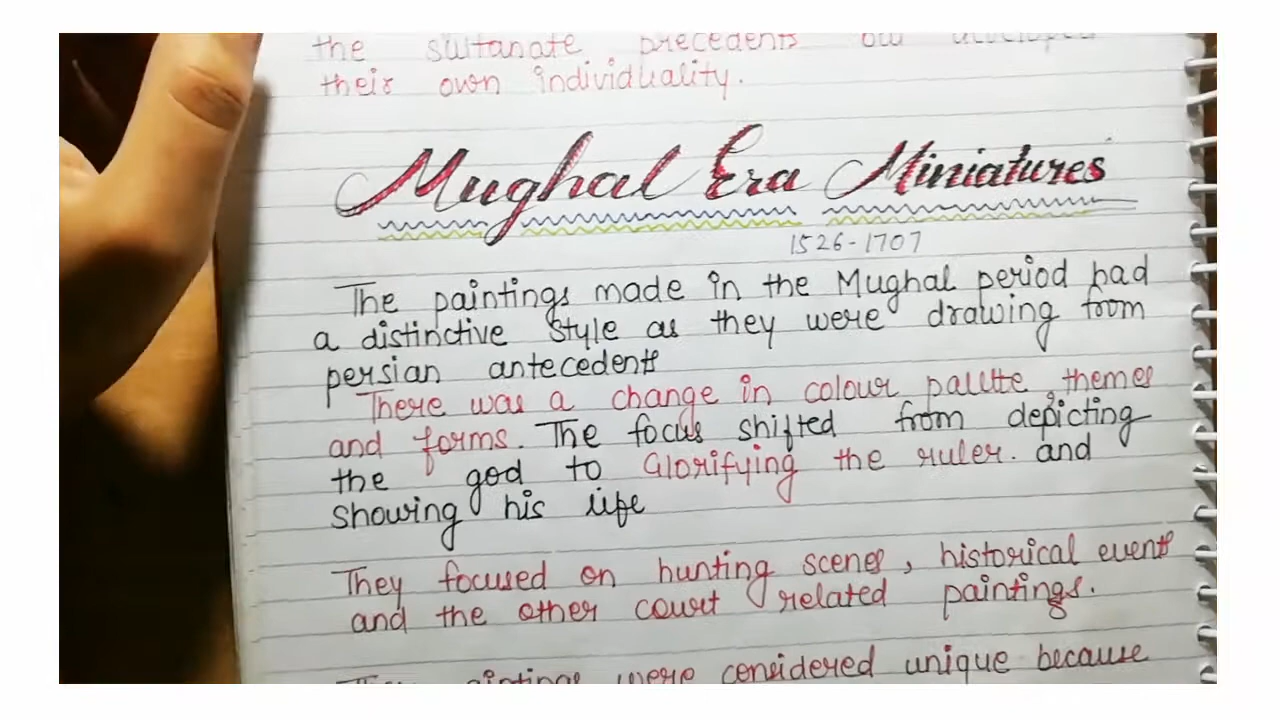 the sultanate precedents but developed
their own individuality.
Mughal Era Miniatures
1526-1707
The paintings made in the Mughal period had
a distinctive style as they were drawing from
persian antecedents
There was a change in colour pallte, themes
and forms. The focus shifted from depicting
the god to Glorifying the ruler. and
showing his life
They focused on hunting scenes, historical events
and the other court related paintings.
were considered unique because